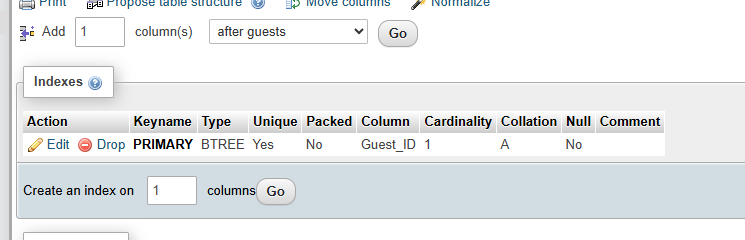 Print Propose table structure Move columns Normalize
Add 1 column(s) after guests Go
Indexes
Action Keyname Type Unique Packed Column Cardinality Collation Null Comment
Edit Drop PRIMARY BTREE Yes No Guest_ID 1 A No
Create an index on 1 columns Go